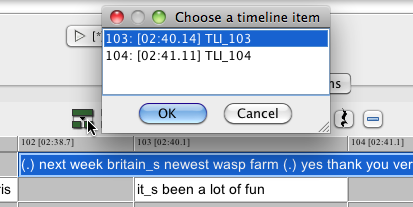 Choose a timeline item
[*
103: [02:40.14] TLI_103
104: [02:41.11] TLI_104
ns
OK Cancel
102 [02:38.7] 103 [02:40.1] 104 [02:41.1]
(.) next week britain_s newest wasp farm (.) yes thank you ver
ris it_s been a lot of fun